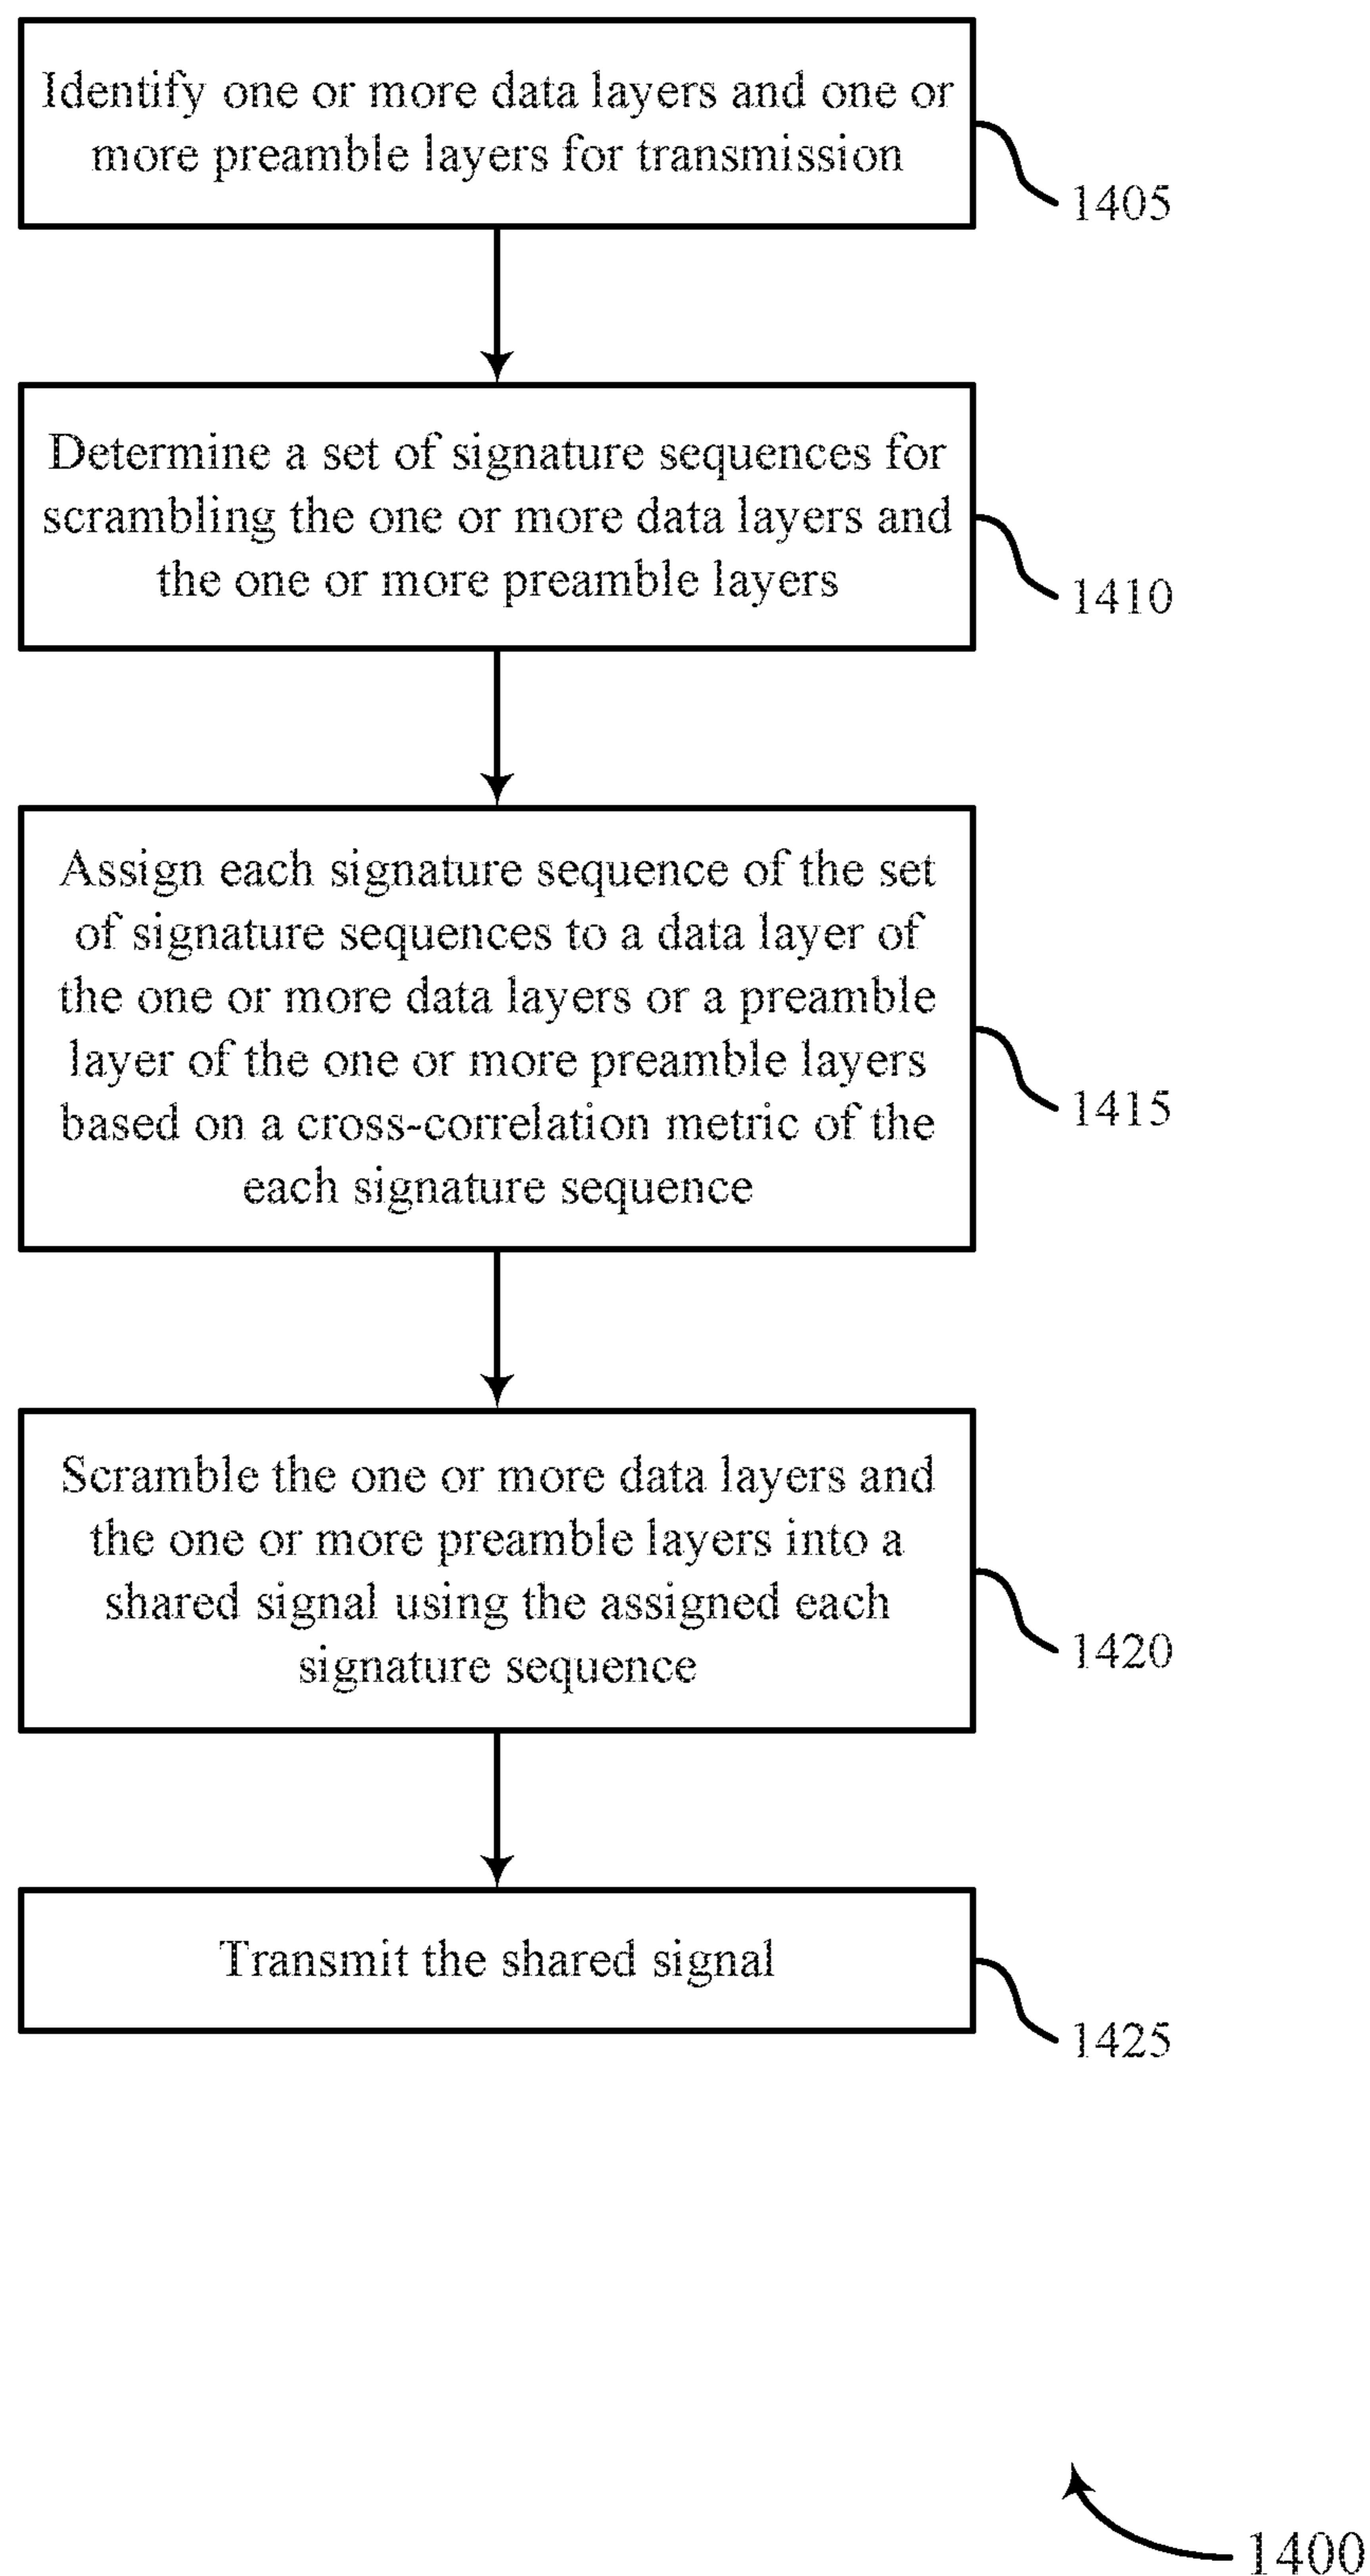 Identify one or more data layers and one or
more preamble layers for transmission
1405
Determine a set of signature sequences for
scrambling the one or more data layers and
the one or more preamble layers
1410
Assign each signature sequence of the set
of signature sequences to a data layer of
the one or more data layers or a preamble
layer of the one or more preamble layers
based on a cross-correlation metric of the
each signature sequence
1415
Scramble the one or more data layers and
the one or more preamble layers into a
shared signal using the assigned each
signature sequence
1420
Transmit the shared signal
1425
1400